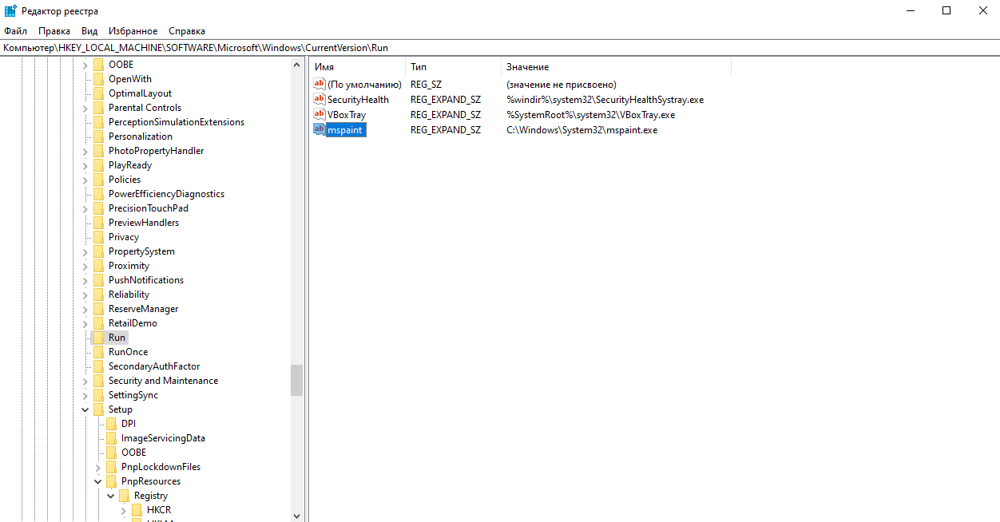 Редактор реестра
Файл Правка Вид Избранное Справка
Компьютер\HKEY_LOCAL_MACHINE\SOFTWARE\Microsoft\Windows\CurrentVersion\Run
OOBE
OpenWith
OptimalLayout
Parental Controls
PerceptionSimulationExtensions
Personalization
PhotoPropertyHandler
PlayReady
Policies
PowerEfficiencyDiagnostics
PrecisionTouchPad
PreviewHandlers
Privacy
PropertySystem
Proximity
PushNotifications
Reliability
ReserveManager
RetailDemo
Run
RunOnce
SecondaryAuthFactor
Security and Maintenance
SettingSync
Setup
DPI
ImageServicingData
OOBE
PnpLockdownFiles
PnpResources
Registry
HKCR
Имя Тип Значение
ab (По умолчанию) REG_SZ (значение не присвоено)
ab SecurityHealth REG_EXPAND_SZ %windir%\system32\SecurityHealthSystray.exe
ab VBoxTray REG_EXPAND_SZ %SystemRoot%\system32\VBoxTray.exe
ab mspaint REG_EXPAND_SZ C:\Windows\System32\mspaint.exe